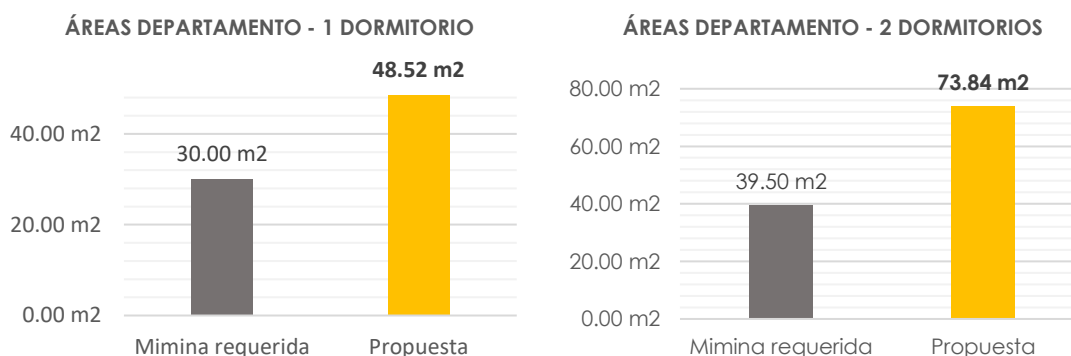 ÁREAS DEPARTAMENTO - 1 DORMITORIO
48.52 m2
40.00 m2
30.00 m2
20.00 m2
0.00 m2
Mimina requerida
Propuesta
ÁREAS DEPARTAMENTO - 2 DORMITORIOS
80.00 m2
73.84 m2
60.00 m2
39.50 m2
40.00 m2
20.00 m2
0.00 m2
Mimina requerida
Propuesta